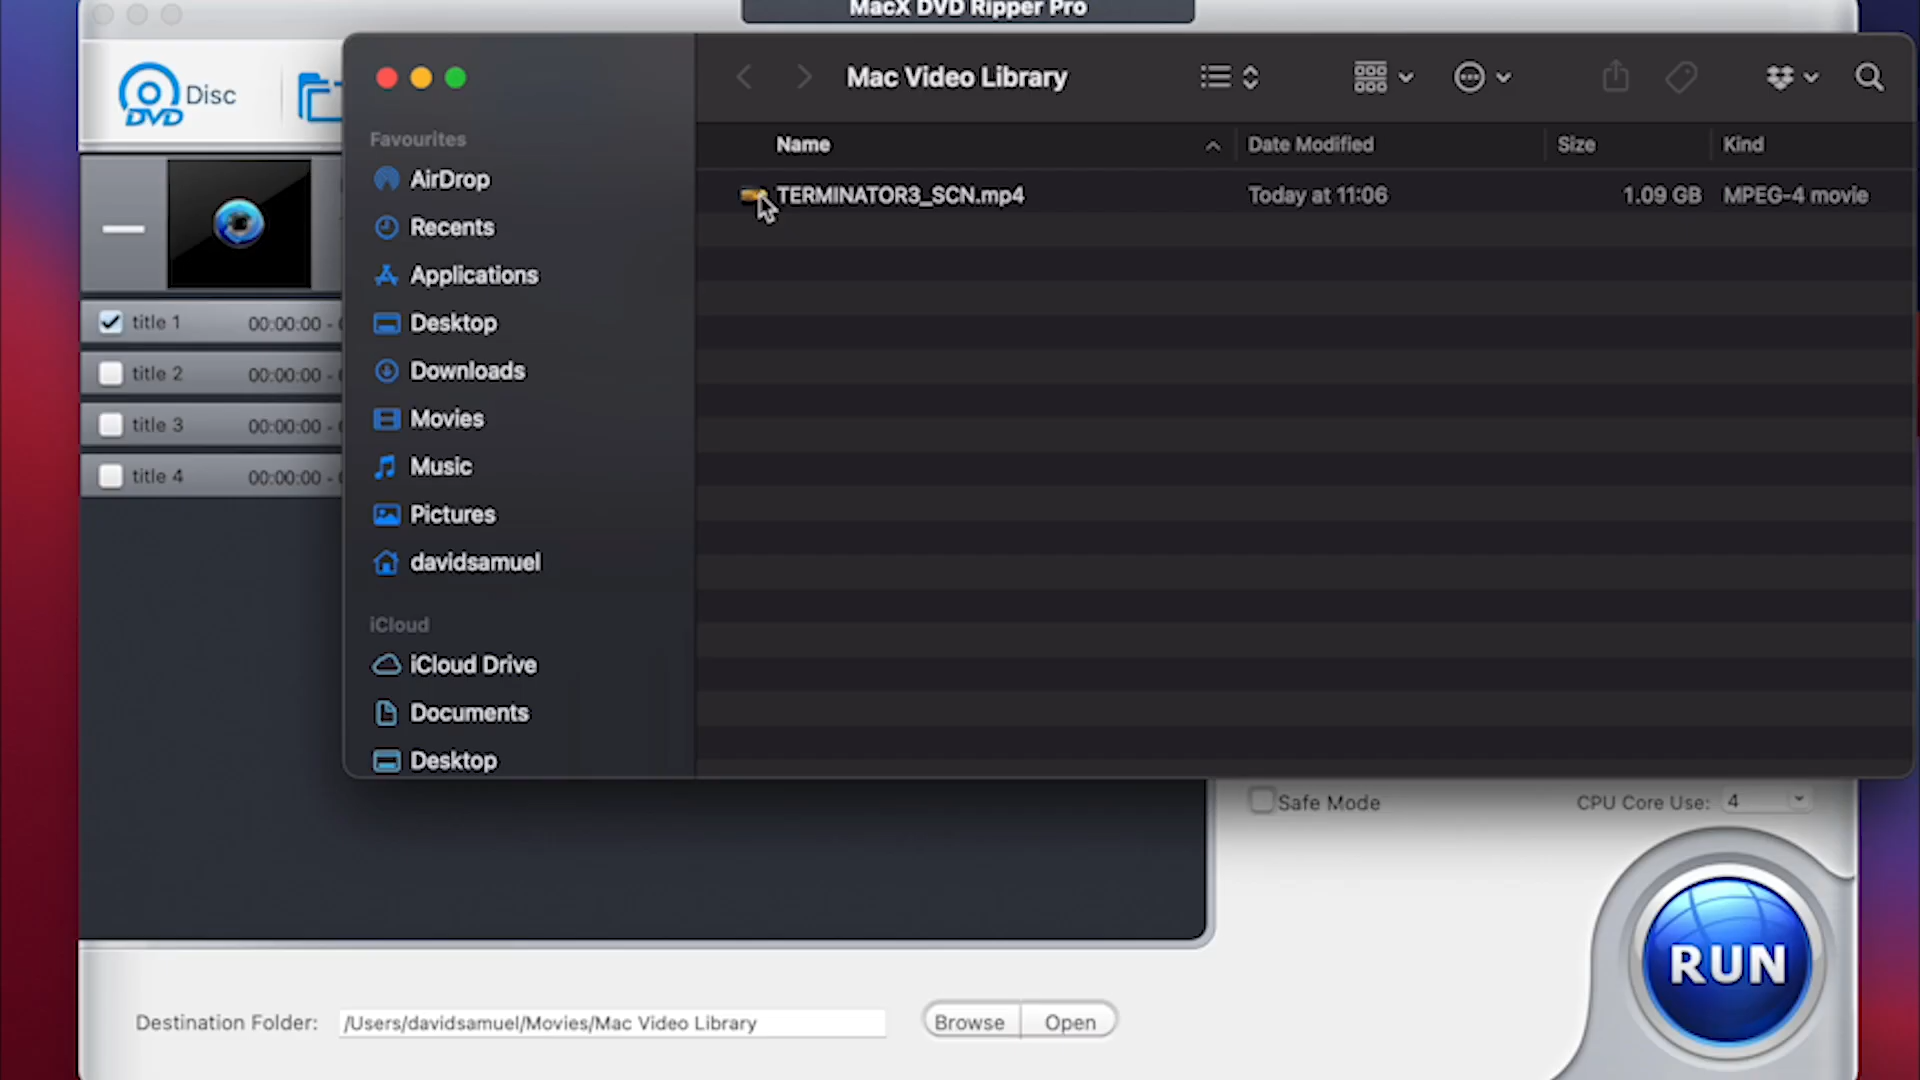 MacX DVD Ripper Pro
DVD
Disc
Mac Video Library
Favourites
AirDrop
Recents
Applications
Desktop
Downloads
Movies
Music
Pictures
davidsamuel
iCloud
iCloud Drive
Documents
Desktop
Name Date Modified Size Kind
TERMINATOR3_SCN.mp4 Today at 11:06 1.09 GB MPEG-4 movie
title 1 00:00:00 -
title 2 00:00:00 -
title 3 00:00:00 -
title 4 00:00:00 -
Safe Mode CPU Core Use: 4
RUN
Destination Folder: /Users/davidsamuel/Movies/Mac Video Library Browse Open